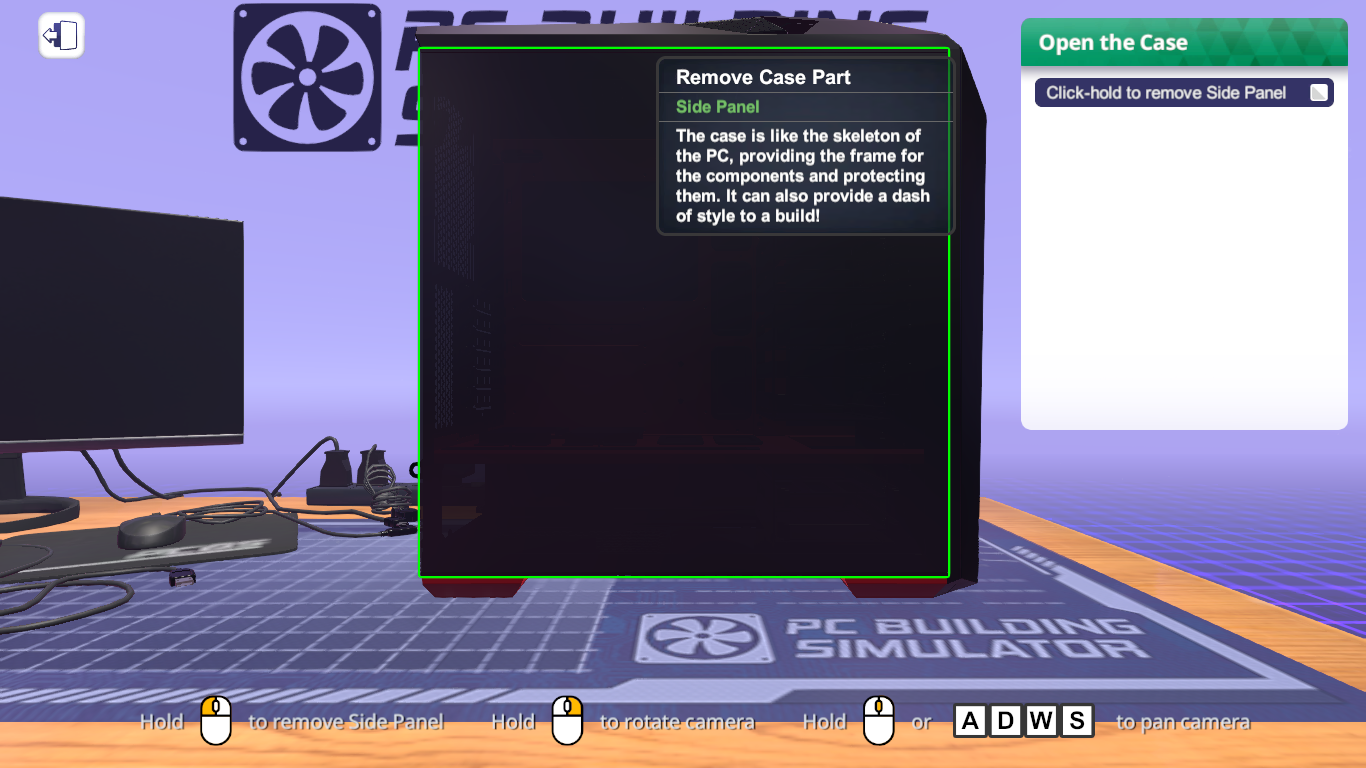 PC BUILDING
Open the Case
Click-hold to remove Side Panel
Remove Case Part
Side Panel
The case is like the skeleton of
the PC, providing the frame for
the components and protecting
them. It can also provide a dash
of style to a build!
PC BUILDING
SIMULATOR
Hold to remove Side Panel Hold to rotate camera Hold or A D W S to pan camera